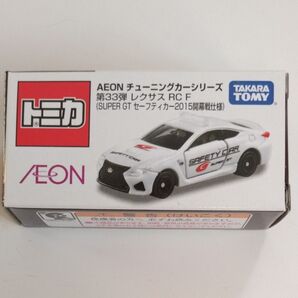 トミカ
AEON チューニングカーシリーズ
第33弾 レクサス RC F
(SUPER GT セーフティカー2015開幕戦仕様)
TAKARA
TOMY
ÆON
SAFETY CAR
SUPER GT